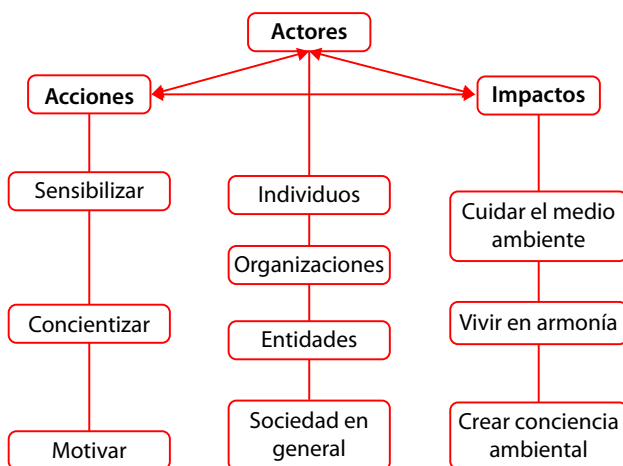 Actores
Acciones
Impactos
Sensibilizar
Individuos
Cuidar el medio
ambiente
Organizaciones
Concientizar
Entidades
Vivir en armonía
Motivar
Sociedad en
general
Crear conciencia
ambiental